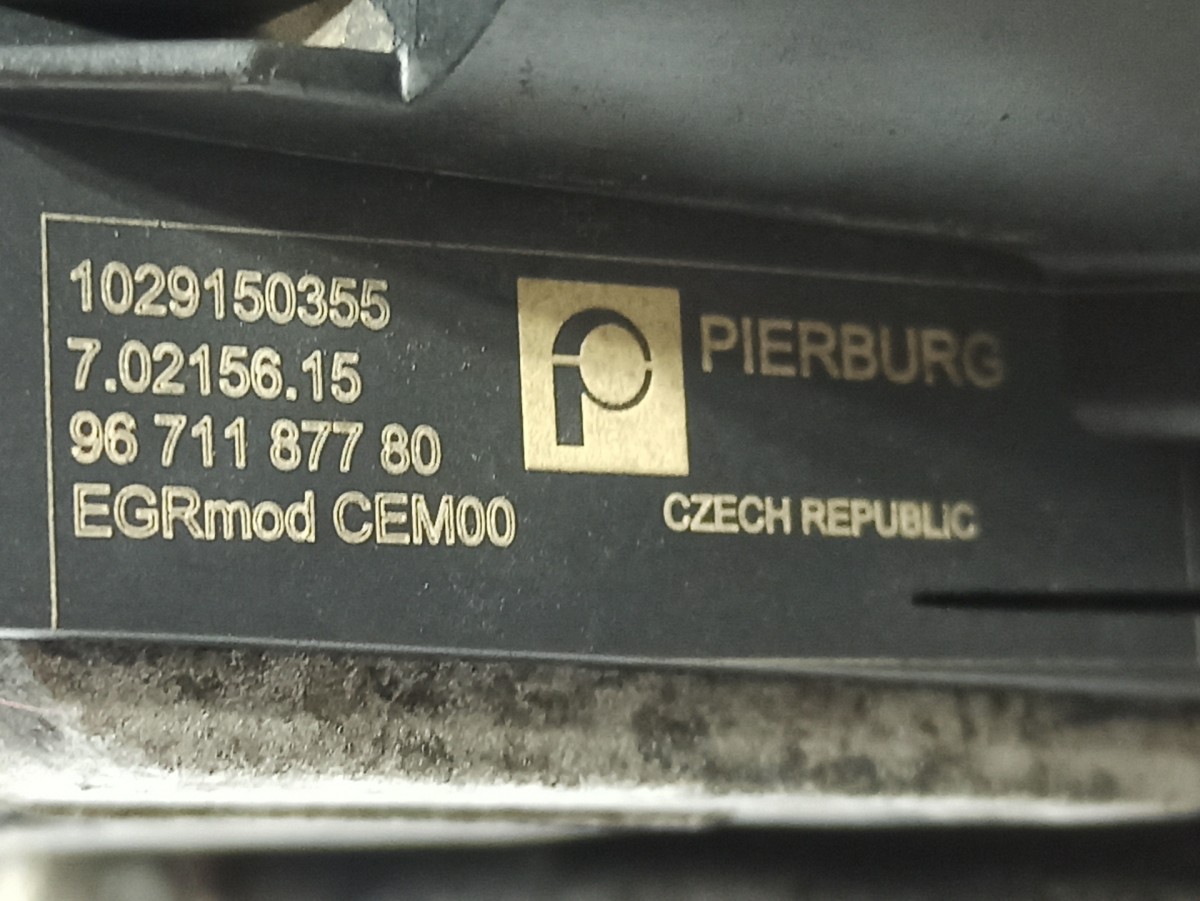 1029150355
7.02156.15
96 711 877 80
EGRmod CEM00
PIERBURG
CZECH REPUBLIC